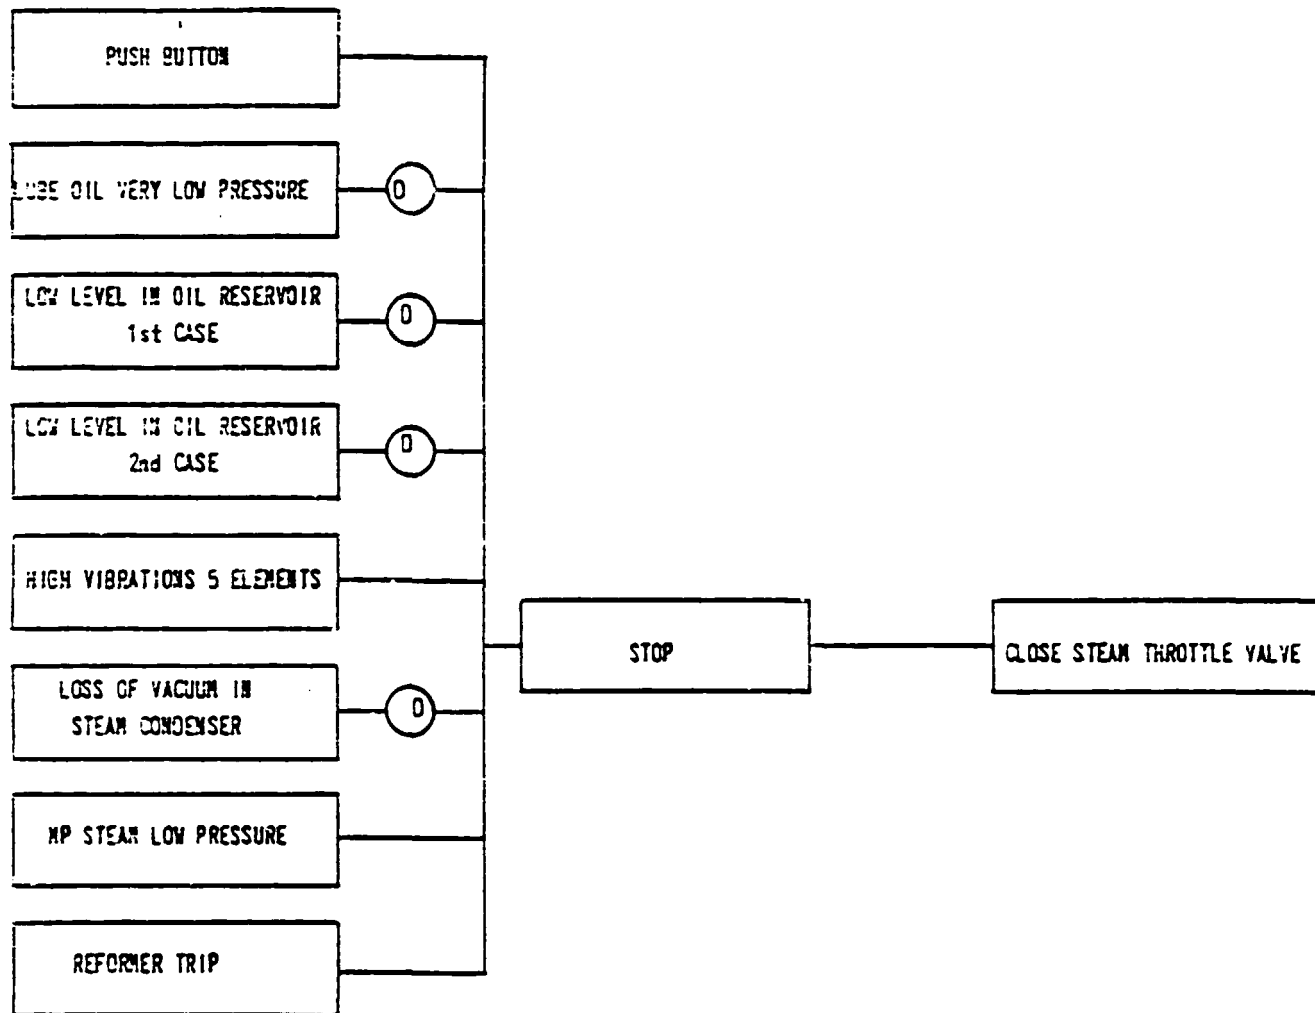 PUSH BUTTON
LUBE OIL VERY LOW PRESSURE
D
LOW LEVEL IN OIL RESERVOIR
1st CASE
D
LOW LEVEL IN OIL RESERVOIR
2nd CASE
D
HIGH VIBRATIONS 5 ELEMENTS
STOP
CLOSE STEAM THROTTLE VALVE
LOSS OF VACUUM IN
STEAM CONDENSER
D
MP STEAM LOW PRESSURE
REFORMER TRIP